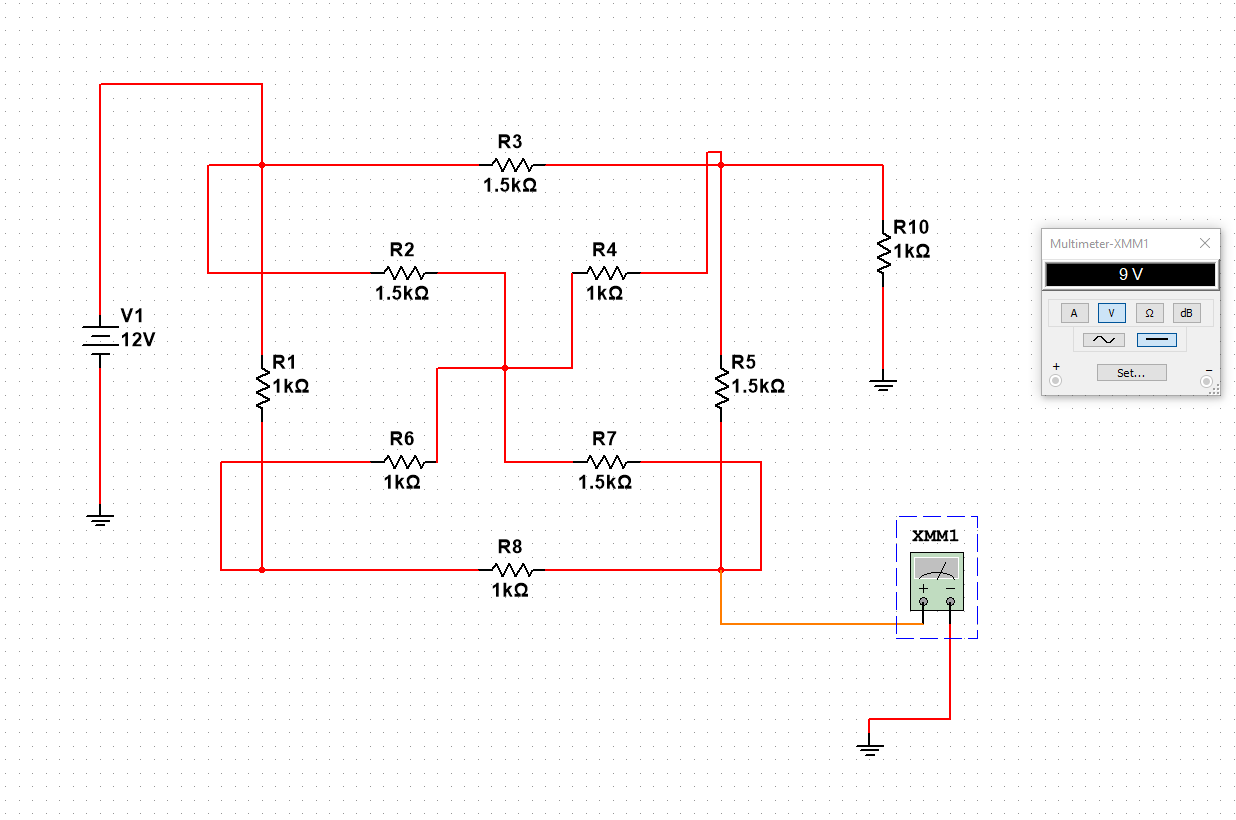 R3
1.5kΩ
R10
1kΩ
R2
1.5kΩ
R4
1kΩ
V1
12V
R1
1kΩ
R5
1.5kΩ
R6
1kΩ
R7
1.5kΩ
R8
1kΩ
XMM1
+ −
Multimeter-XMM1
9 V
A V Ω dB
+ Set... −